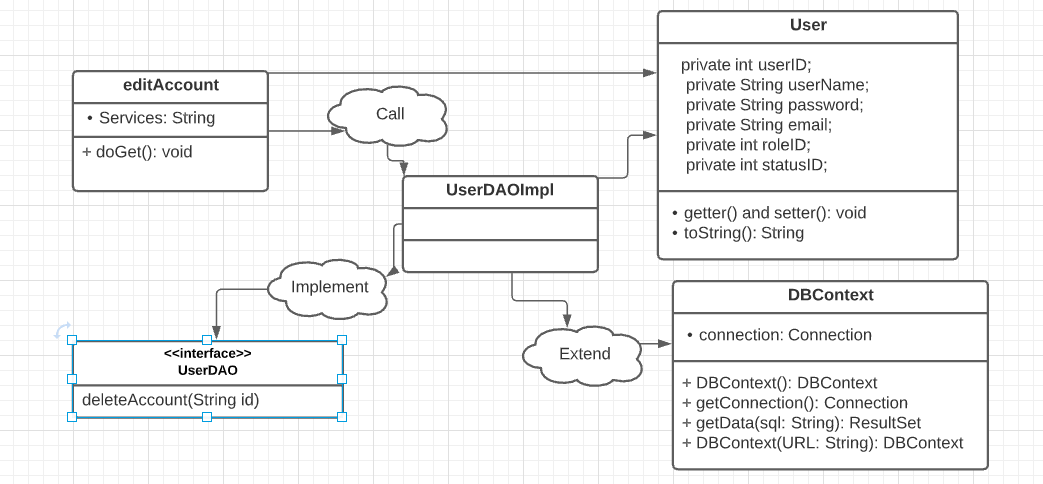 User
private int userID;
private String userName;
private String password;
private String email;
private int roleID;
private int statusID;
• getter() and setter(): void
• toString(): String
editAccount
• Services: String
+ doGet(): void
Call
UserDAOImpl
Implement
<<interface>>
UserDAO
deleteAccount(String id)
Extend
DBContext
• connection: Connection
+ DBContext(): DBContext
+ getConnection(): Connection
+ getData(sql: String): ResultSet
+ DBContext(URL: String): DBContext